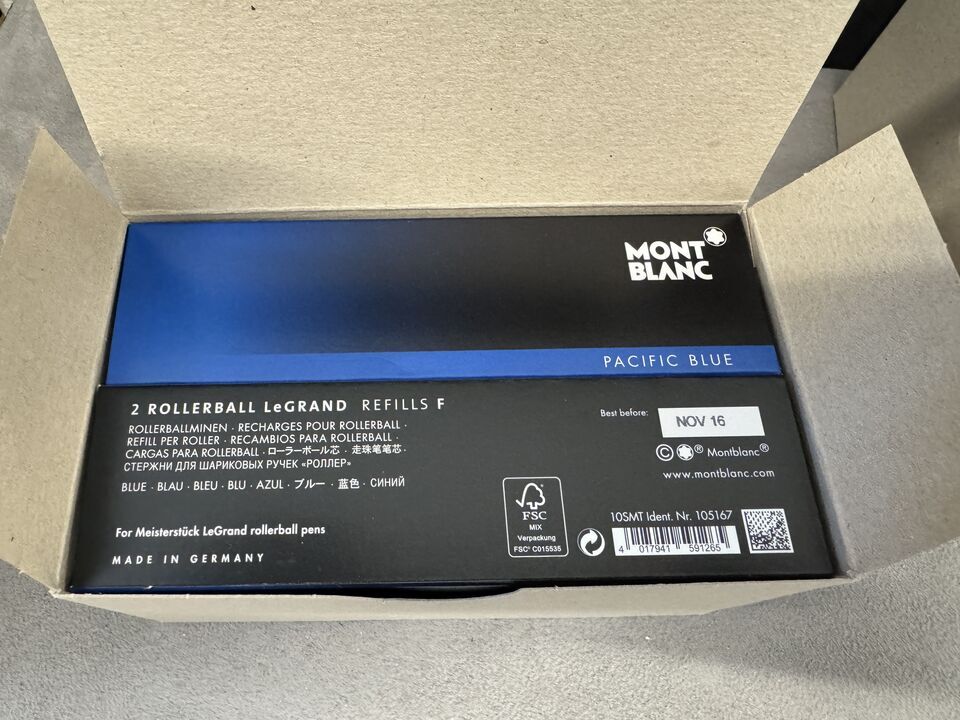 MONT
BLANC
PACIFIC BLUE
2 ROLLERBALL LeGRAND REFILLS F
ROLLERBALLMINEN · RECHARGES POUR ROLLERBALL ·
REFILL PER ROLLER · RECAMBIOS PARA ROLLERBALL ·
CARGAS PARA ROLLERBALL · ローラーボール芯 · 走珠笔笔芯 ·
СТЕРЖНИ ДЛЯ ШАРИКОВЫХ РУЧЕК «РОЛЛЕР»
BLUE · BLAU · BLEU · BLU · AZUL · ブルー · 蓝色 · СИНИЙ
For Meisterstück LeGrand rollerball pens
MADE IN GERMANY
Best before:
NOV 16
© ® Montblanc®
www.montblanc.com
FSC
MIX
Verpackung
FSC® C015535
10SMT Ident. Nr. 105167
4 017941 591265